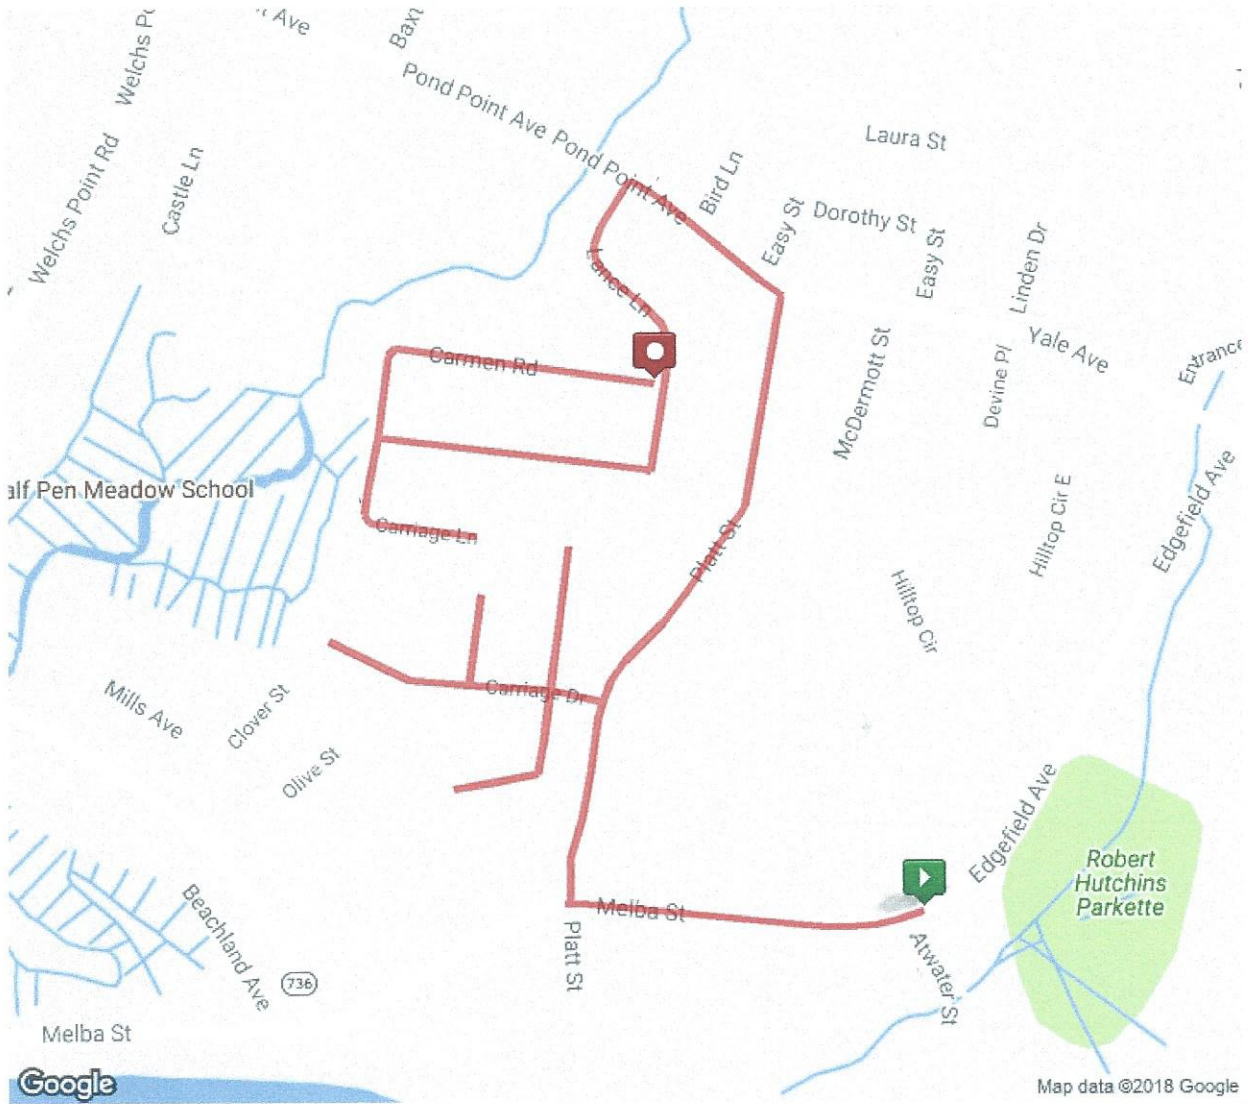 Welchs Po
t Ave
Baxt
Pond Point Ave
Pond Point Ave
Laura St
Welchs Point Rd
Castle Ln
Bird Ln
Easy St
Dorothy St
Easy St
Linden Dr
Lance Ln
Yale Ave
Entrance
Carmen Rd
McDermott St
Devine Pl
alf Pen Meadow School
Carriage Ln
Platt St
Hilltop Cir E
Edgefield Ave
Hilltop Cir
Mills Ave
Clover St
Carriage Dr
Olive St
Edgefield Ave
Robert
Hutchins
Parkette
Beachland Ave
Melba St
Platt St
Atwater St
736
Melba St
Google
Map data ©2018 Google